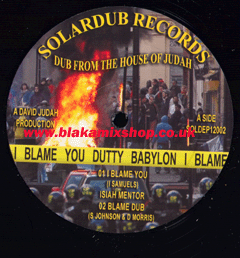 SOLARDUB RECORDS
DUB FROM THE HOUSE OF JUDAH
A DAVID JUDAH
PRODUCTION
A SIDE
SOLDEP12002
www.blakamixshop.co.uk
I BLAME YOU DUTTY BABYLON I BLAME
01 I BLAME YOU
(I SAMUELS)
ISIAH MENTOR
02 BLAME DUB
(S JOHNSON & D MORRIS)